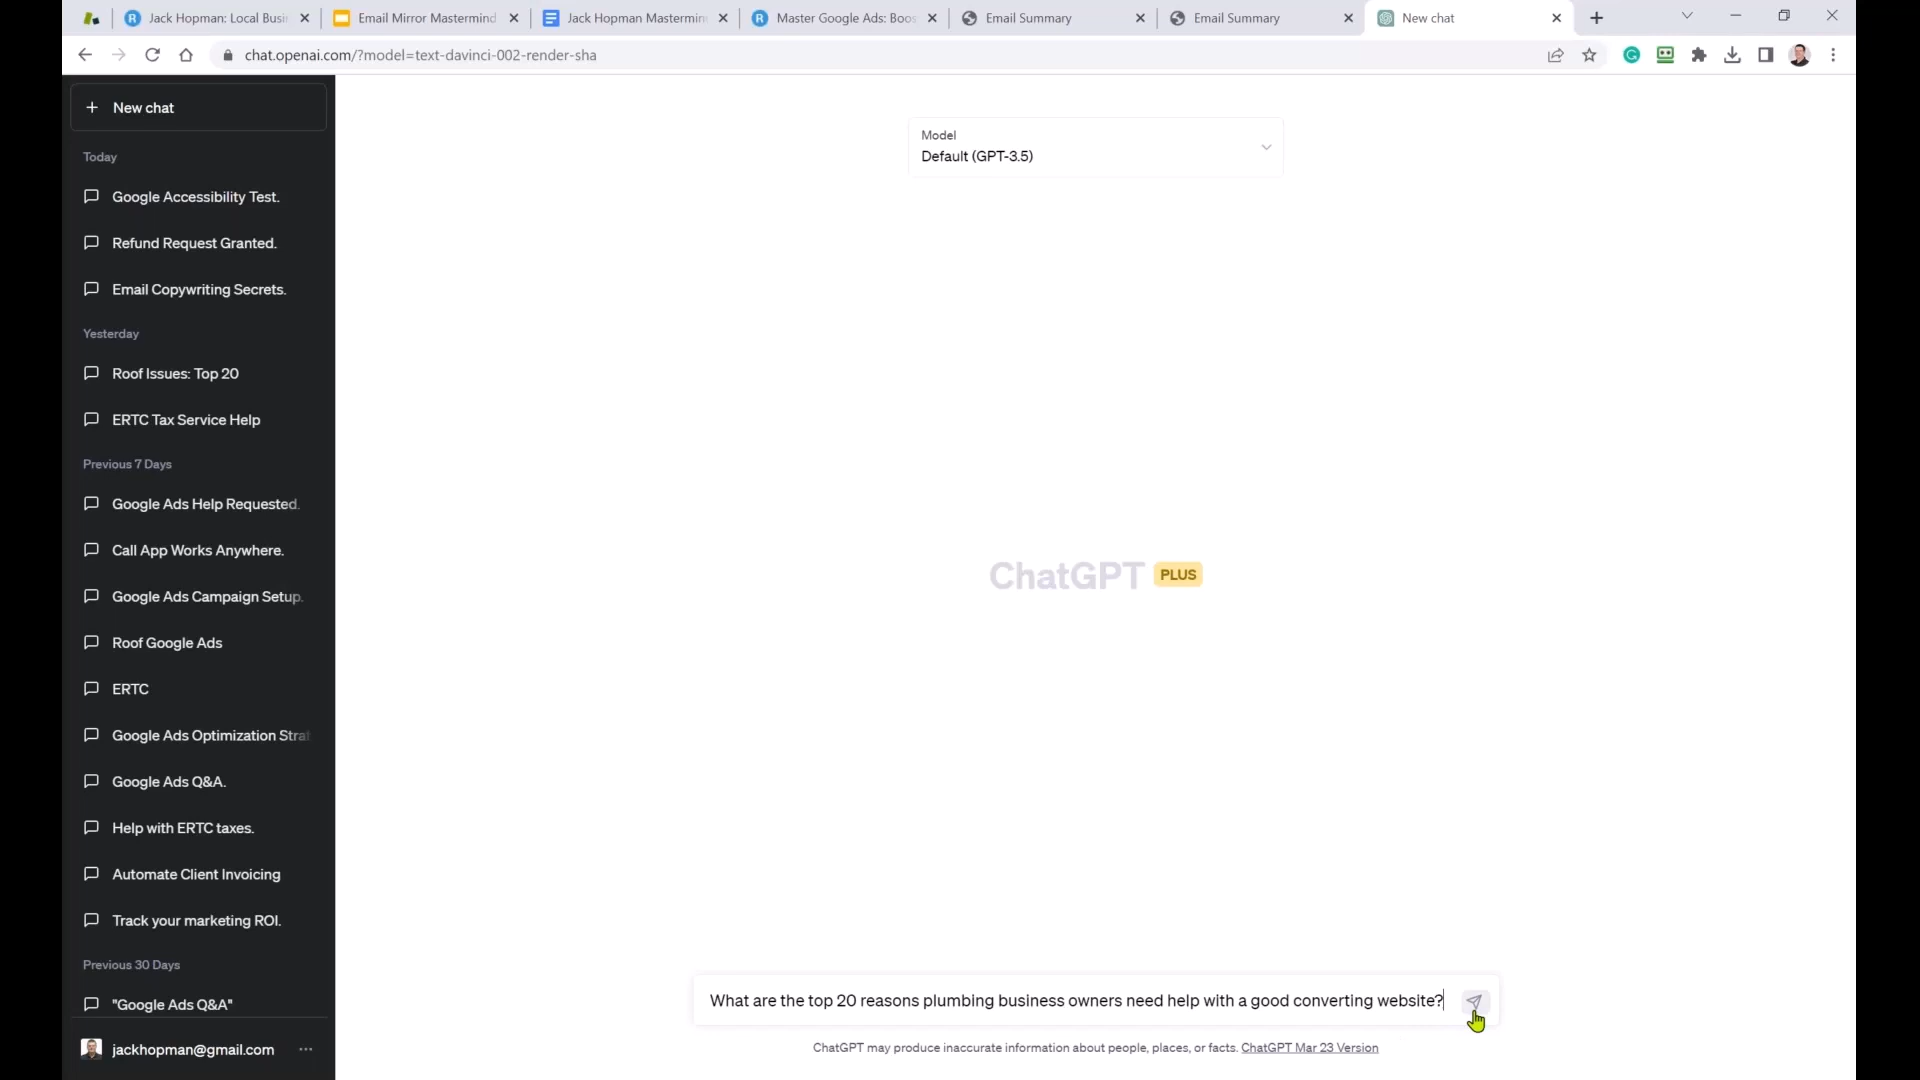 Jack Hopman: Local Busi
Email Mirror Mastermind
Jack Hopman Mastermin
Master Google Ads: Boos
Email Summary
Email Summary
New chat
chat.openai.com/?model=text-davinci-002-render-sha
New chat
Today
Google Accessibility Test.
Refund Request Granted.
Email Copywriting Secrets.
Yesterday
Roof Issues: Top 20
ERTC Tax Service Help
Previous 7 Days
Google Ads Help Requested.
Call App Works Anywhere.
Google Ads Campaign Setup.
Roof Google Ads
ERTC
Google Ads Optimization Strat
Google Ads Q&A.
Help with ERTC taxes.
Automate Client Invoicing
Track your marketing ROI.
Previous 30 Days
"Google Ads Q&A"
jackhopman@gmail.com
Model
Default (GPT-3.5)
ChatGPT PLUS
What are the top 20 reasons plumbing business owners need help with a good converting website?
ChatGPT may produce inaccurate information about people, places, or facts. ChatGPT Mar 23 Version